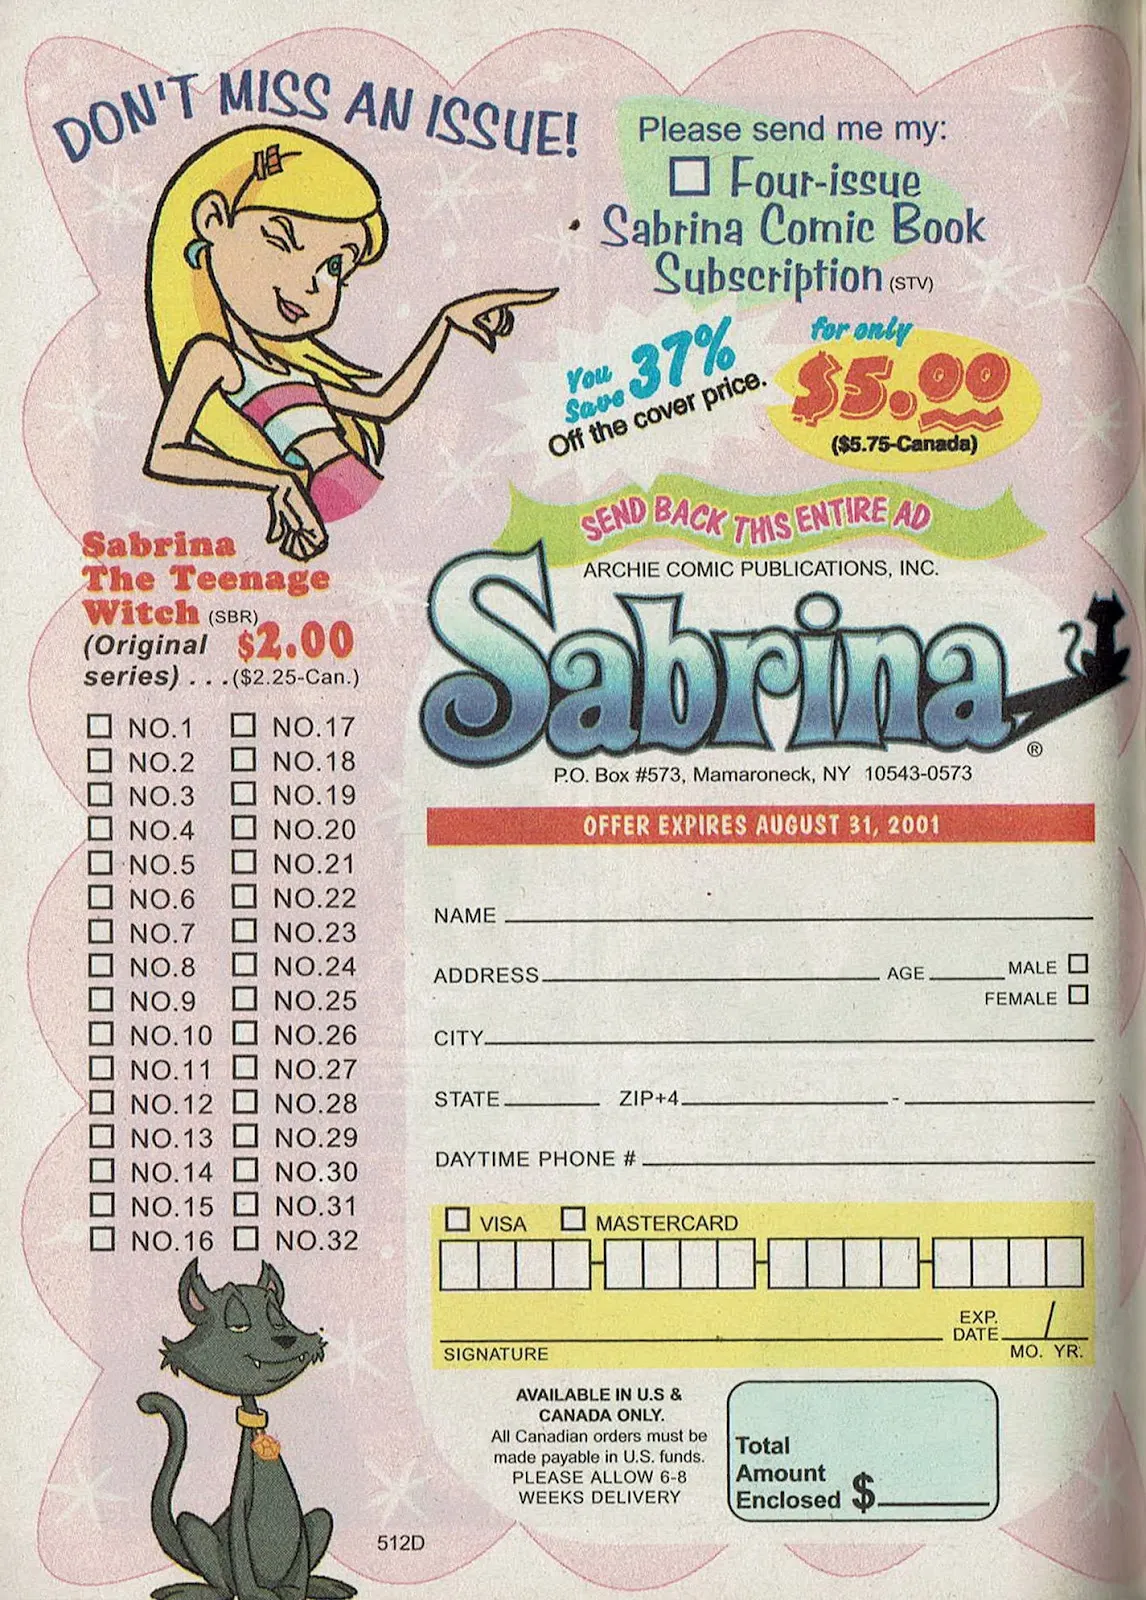 DON'T MISS AN ISSUE!
Please send me my:
Four-issue
Sabrina Comic Book
Subscription (STV)
You Save 37%
Off the cover price.
for only
$5.00
($5.75-Canada)
SEND BACK THIS ENTIRE AD
ARCHIE COMIC PUBLICATIONS, INC.
Sabrina
®
P.O. Box #573, Mamaroneck, NY 10543-0573
Sabrina
The Teenage
Witch (SBR)
(Original $2.00
series) . . .($2.25-Can.)
NO.1 NO.17
NO.2 NO.18
NO.3 NO.19
NO.4 NO.20
NO.5 NO.21
NO.6 NO.22
NO.7 NO.23
NO.8 NO.24
NO.9 NO.25
NO.10 NO.26
NO.11 NO.27
NO.12 NO.28
NO.13 NO.29
NO.14 NO.30
NO.15 NO.31
NO.16 NO.32
OFFER EXPIRES AUGUST 31, 2001
NAME
ADDRESS AGE MALE
FEMALE
CITY
STATE ZIP+4 -
DAYTIME PHONE #
VISA MASTERCARD
EXP.
DATE /
SIGNATURE MO. YR.
AVAILABLE IN U.S &
CANADA ONLY.
All Canadian orders must be
made payable in U.S. funds.
PLEASE ALLOW 6-8
WEEKS DELIVERY
Total
Amount
Enclosed $
512D